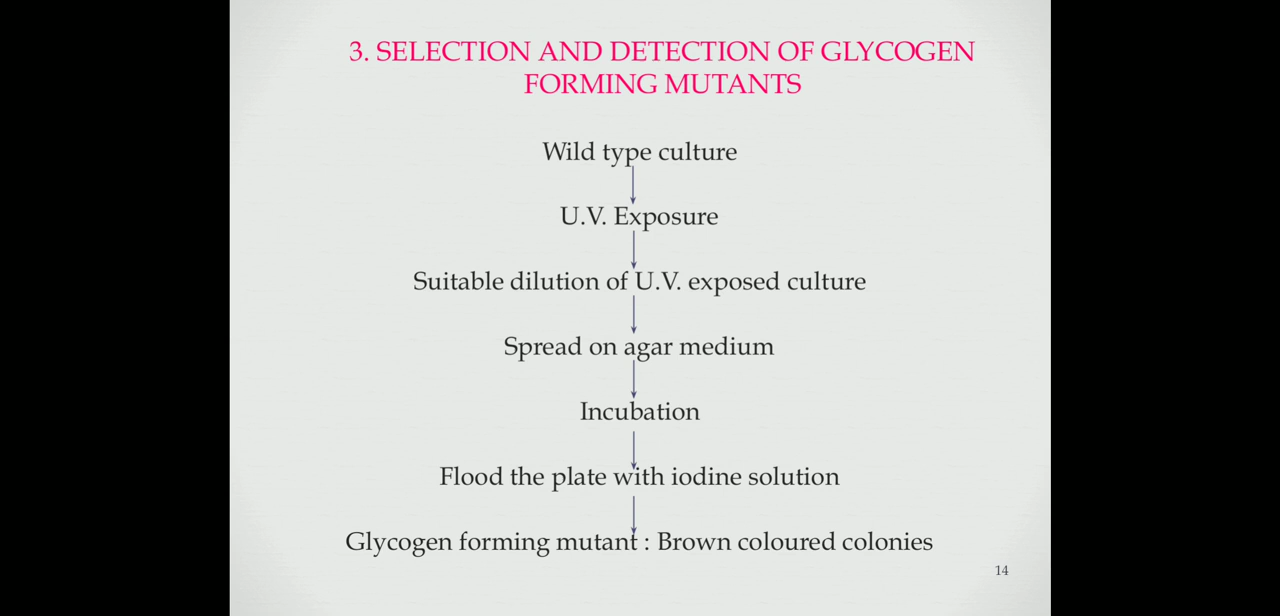 3. SELECTION AND DETECTION OF GLYCOGEN
FORMING MUTANTS
Wild type culture
U.V. Exposure
Suitable dilution of U.V. exposed culture
Spread on agar medium
Incubation
Flood the plate with iodine solution
Glycogen forming mutant : Brown coloured colonies
14